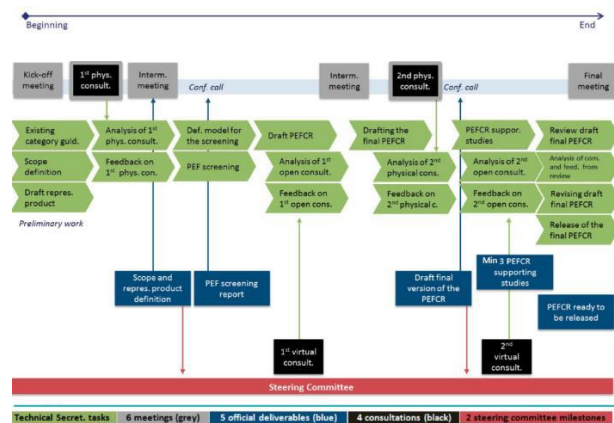 Beginning
End
Kick-off
meeting
1st phys.
consult.
Interm.
meeting
Conf. call
Interm.
meeting
2nd phys.
consult.
Conf. call
Final
meeting
Existing
category guid.
Analysis of 1st
phys. consult.
Def. model for
the screening
Draft PEFCR
Drafting the
final PEFCR
PEFCR suppor.
studies
Review draft
final PEFCR
Scope
definition
Feedback on
1st phys. con.
PEF screening
Analysis of 1st
open consult.
Analysis of 2nd
physical cons.
Analysis of 2nd
open consult.
Analysis of com.
and feed. from
review
Draft repres.
product
Feedback on
1st open cons.
Feedback on
2nd physical c.
Feedback on
2nd open cons.
Revising draft
final PEFCR
Preliminary work
Release of the
final PEFCR
Scope and
repres. product
definition
PEF screening
report
Draft final
version of the
PEFCR
Min 3 PEFCR
supporting
studies
PEFCR ready to
be released
1st virtual
consult.
2nd
virtual
consult.
Steering Committee
Technical Secret. tasks
6 meetings (grey)
5 official deliverables (blue)
4 consultations (black)
2 steering committee milestones